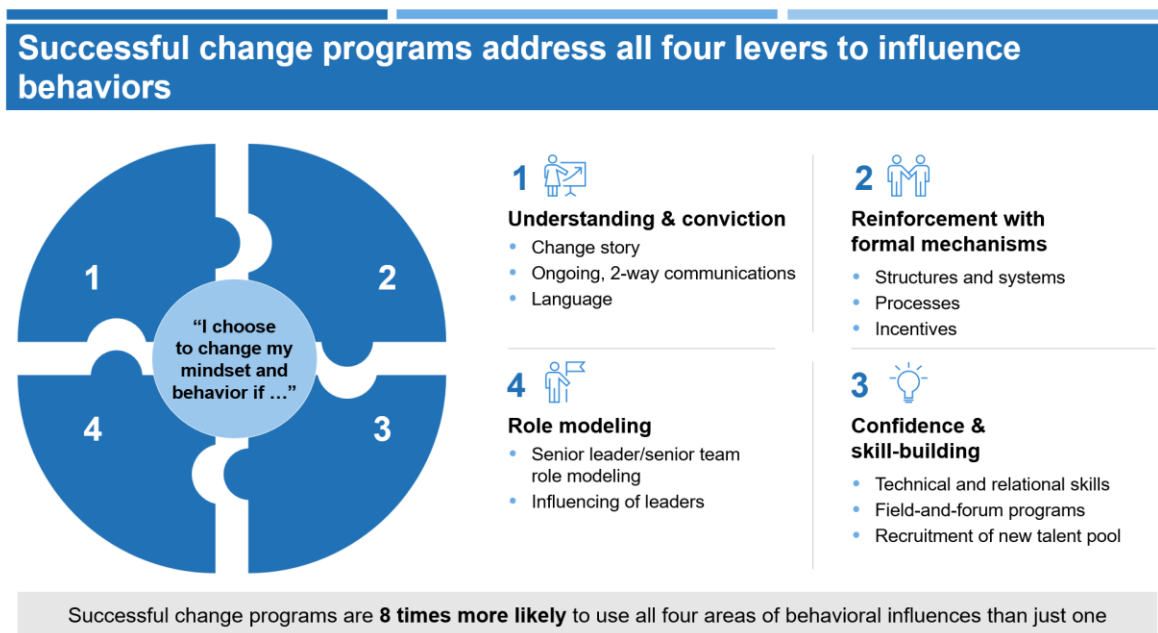 Successful change programs address all four levers to influence
behaviors
1
2
4
3
“I choose
to change my
mindset and
behavior if …”
1
Understanding & conviction
• Change story
• Ongoing, 2-way communications
• Language
2
Reinforcement with
formal mechanisms
• Structures and systems
• Processes
• Incentives
4
Role modeling
• Senior leader/senior team
role modeling
• Influencing of leaders
3
Confidence &
skill-building
• Technical and relational skills
• Field-and-forum programs
• Recruitment of new talent pool
Successful change programs are 8 times more likely to use all four areas of behavioral influences than just one